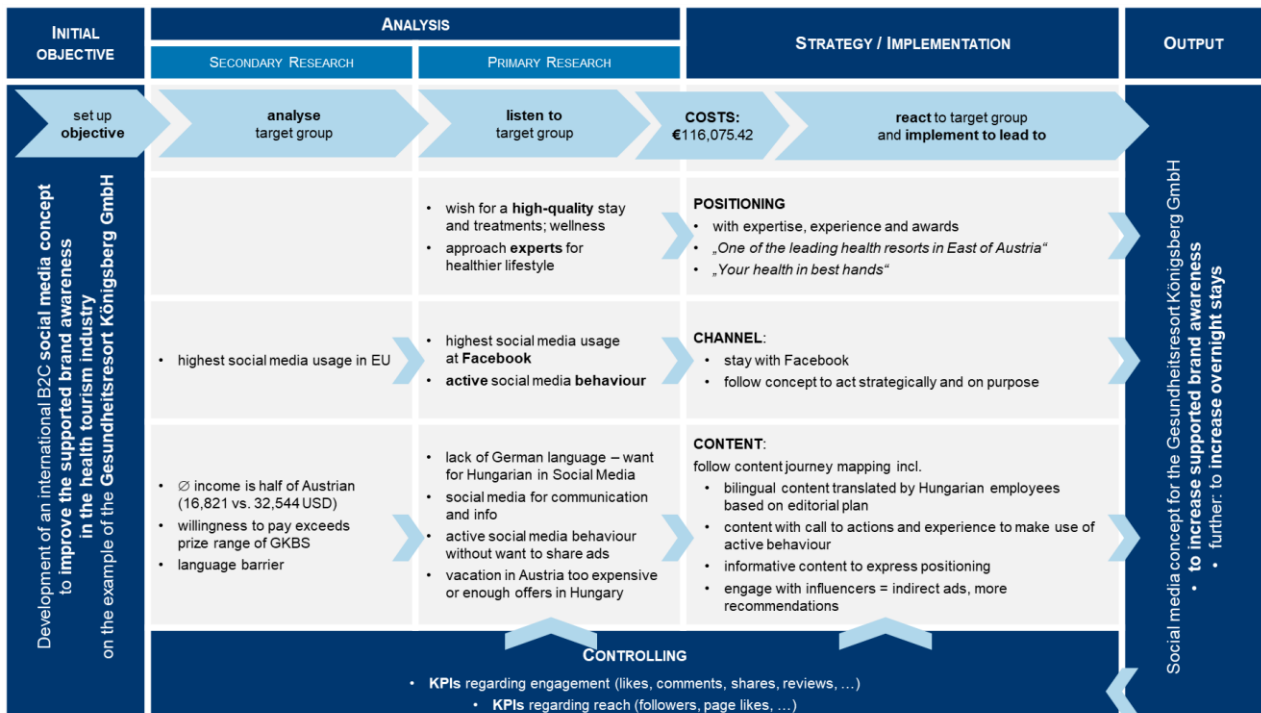 INITIAL
OBJECTIVE
ANALYSIS
SECONDARY RESEARCH
PRIMARY RESEARCH
STRATEGY / IMPLEMENTATION
OUTPUT
set up
objective
analyse
target group
listen to
target group
COSTS:
€116,075.42
react to target group
and implement to lead to
Development of an international B2C social media concept
to improve the supported brand awareness
in the health tourism industry
on the example of the Gesundheitsresort Königsberg GmbH
• wish for a high-quality stay
and treatments; wellness
• approach experts for
healthier lifestyle
POSITIONING
• with expertise, experience and awards
• „One of the leading health resorts in East of Austria“
• „Your health in best hands“
• highest social media usage in EU
• highest social media usage
at Facebook
• active social media behaviour
CHANNEL:
• stay with Facebook
• follow concept to act strategically and on purpose
• ∅ income is half of Austrian
(16,821 vs. 32,544 USD)
• willingness to pay exceeds
prize range of GKBS
• language barrier
• lack of German language – want
for Hungarian in Social Media
• social media for communication
and info
• active social media behaviour
without want to share ads
• vacation in Austria too expensive
or enough offers in Hungary
CONTENT:
follow content journey mapping incl.
• bilingual content translated by Hungarian employees
based on editorial plan
• content with call to actions and experience to make use of
active behaviour
• informative content to express positioning
• engage with influencers = indirect ads, more
recommendations
Social media concept for the Gesundheitsresort Königsberg GmbH
• to increase supported brand awareness
• further: to increase overnight stays
CONTROLLING
• KPIs regarding engagement (likes, comments, shares, reviews, …)
• KPIs regarding reach (followers, page likes, …)